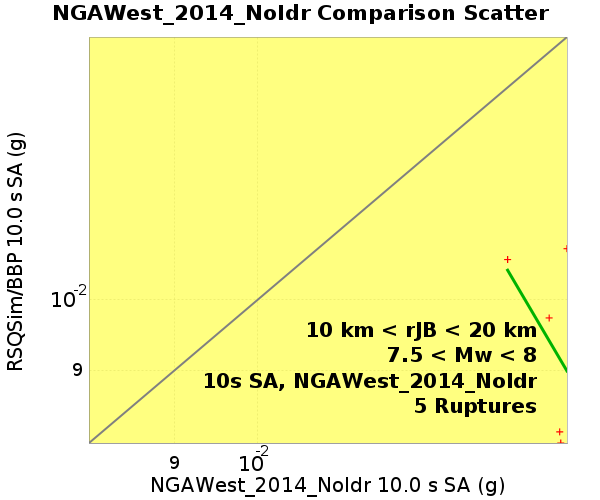 NGAWest_2014_NoIdr Comparison Scatter
RSQSim/BBP 10.0 s SA (g)
10-2
9
10 km < rJB < 20 km
7.5 < Mw < 8
10s SA, NGAWest_2014_NoIdr
5 Ruptures
9
10-2
NGAWest_2014_NoIdr 10.0 s SA (g)